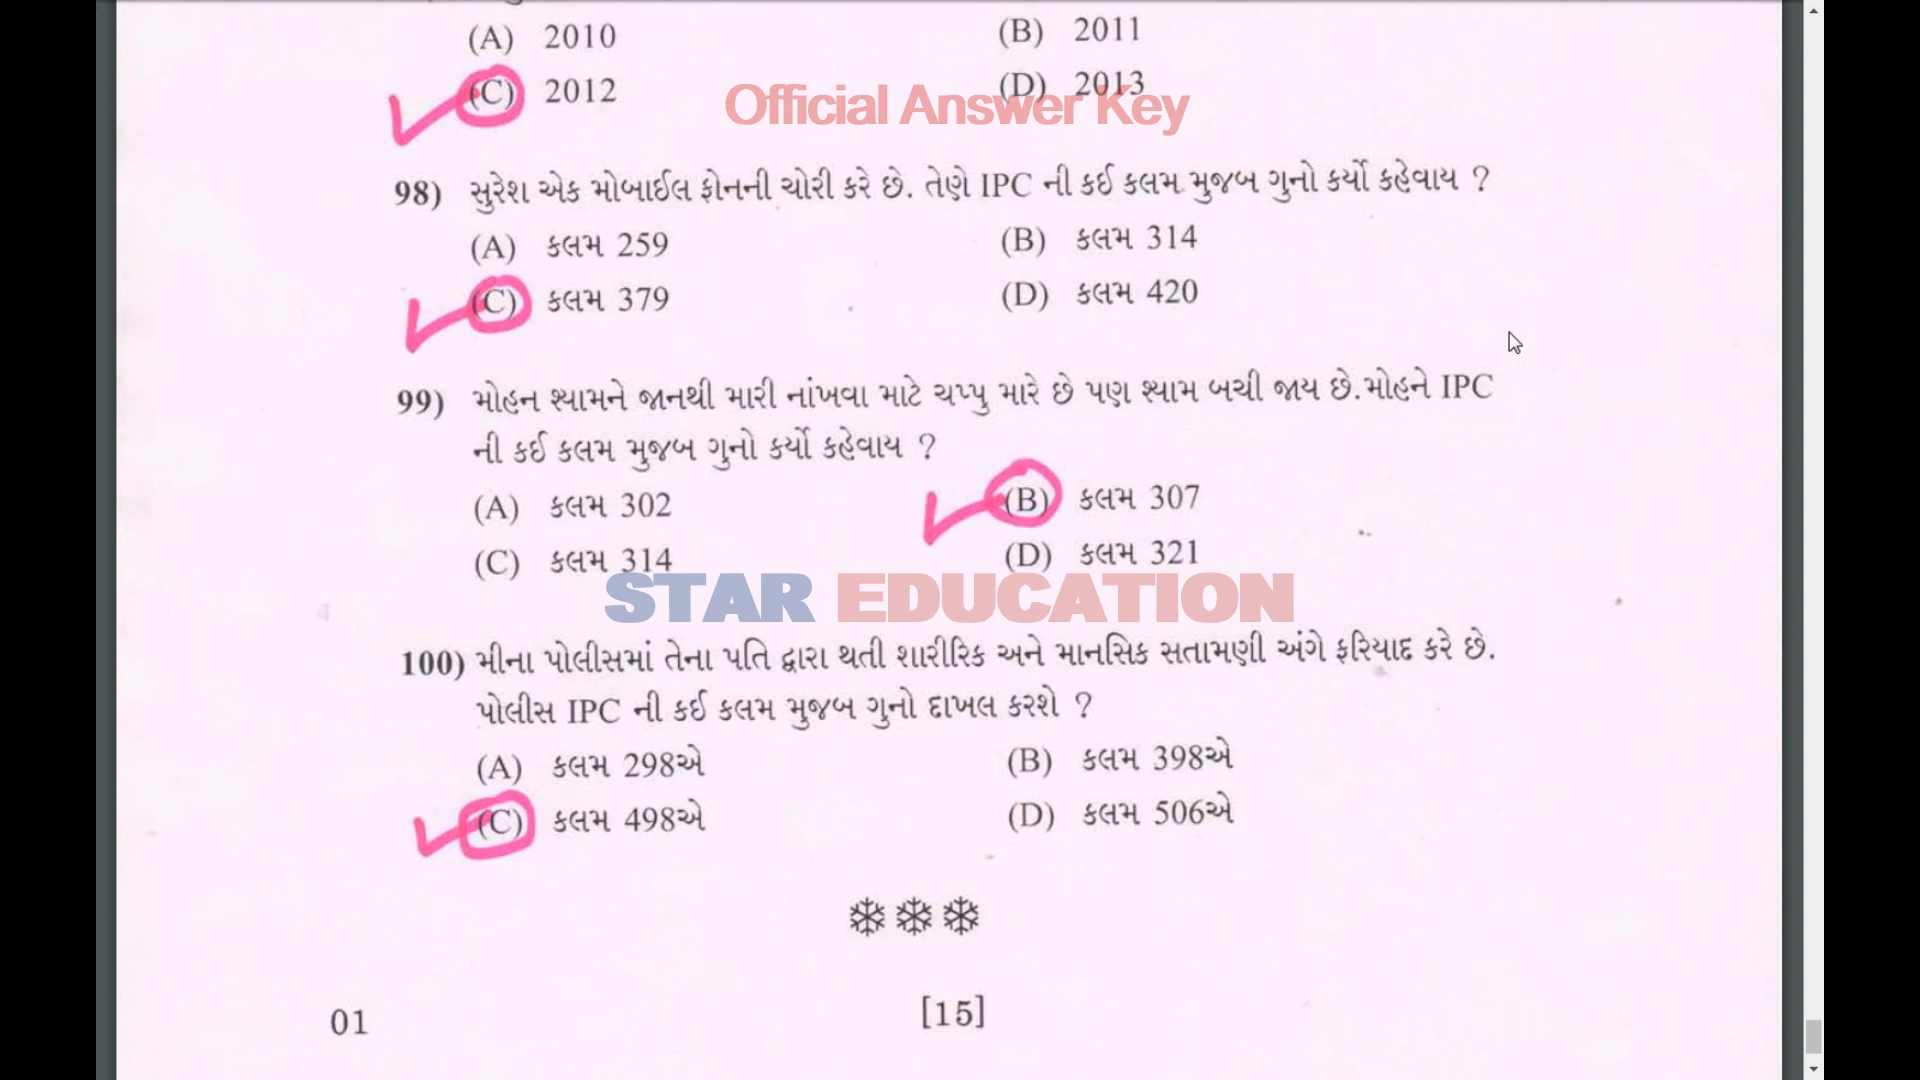 (A) 2010 (B) 2011
(C) 2012 (D) 2013
Official Answer Key
98) સુરેશ એક મોબાઈલ ફોનની ચોરી કરે છે. તેણે IPC ની કઈ કલમ મુજબ ગુનો કર્યો કહેવાય ?
(A) કલમ 259 (B) કલમ 314
(C) કલમ 379 (D) કલમ 420
99) મોહન શ્યામને જાનથી મારી નાંખવા માટે ચપ્પુ મારે છે પણ શ્યામ બચી જાય છે. મોહને IPC
ની કઈ કલમ મુજબ ગુનો કર્યો કહેવાય ?
(A) કલમ 302 (B) કલમ 307
(C) કલમ 314 (D) કલમ 321
STAR EDUCATION
100) મીના પોલીસમાં તેના પતિ દ્વારા થતી શારીરિક અને માનસિક સતામણી અંગે ફરિયાદ કરે છે.
પોલીસ IPC ની કઈ કલમ મુજબ ગુનો દાખલ કરશે ?
(A) કલમ 298એ (B) કલમ 398એ
(C) કલમ 498એ (D) કલમ 506એ
01 [15]